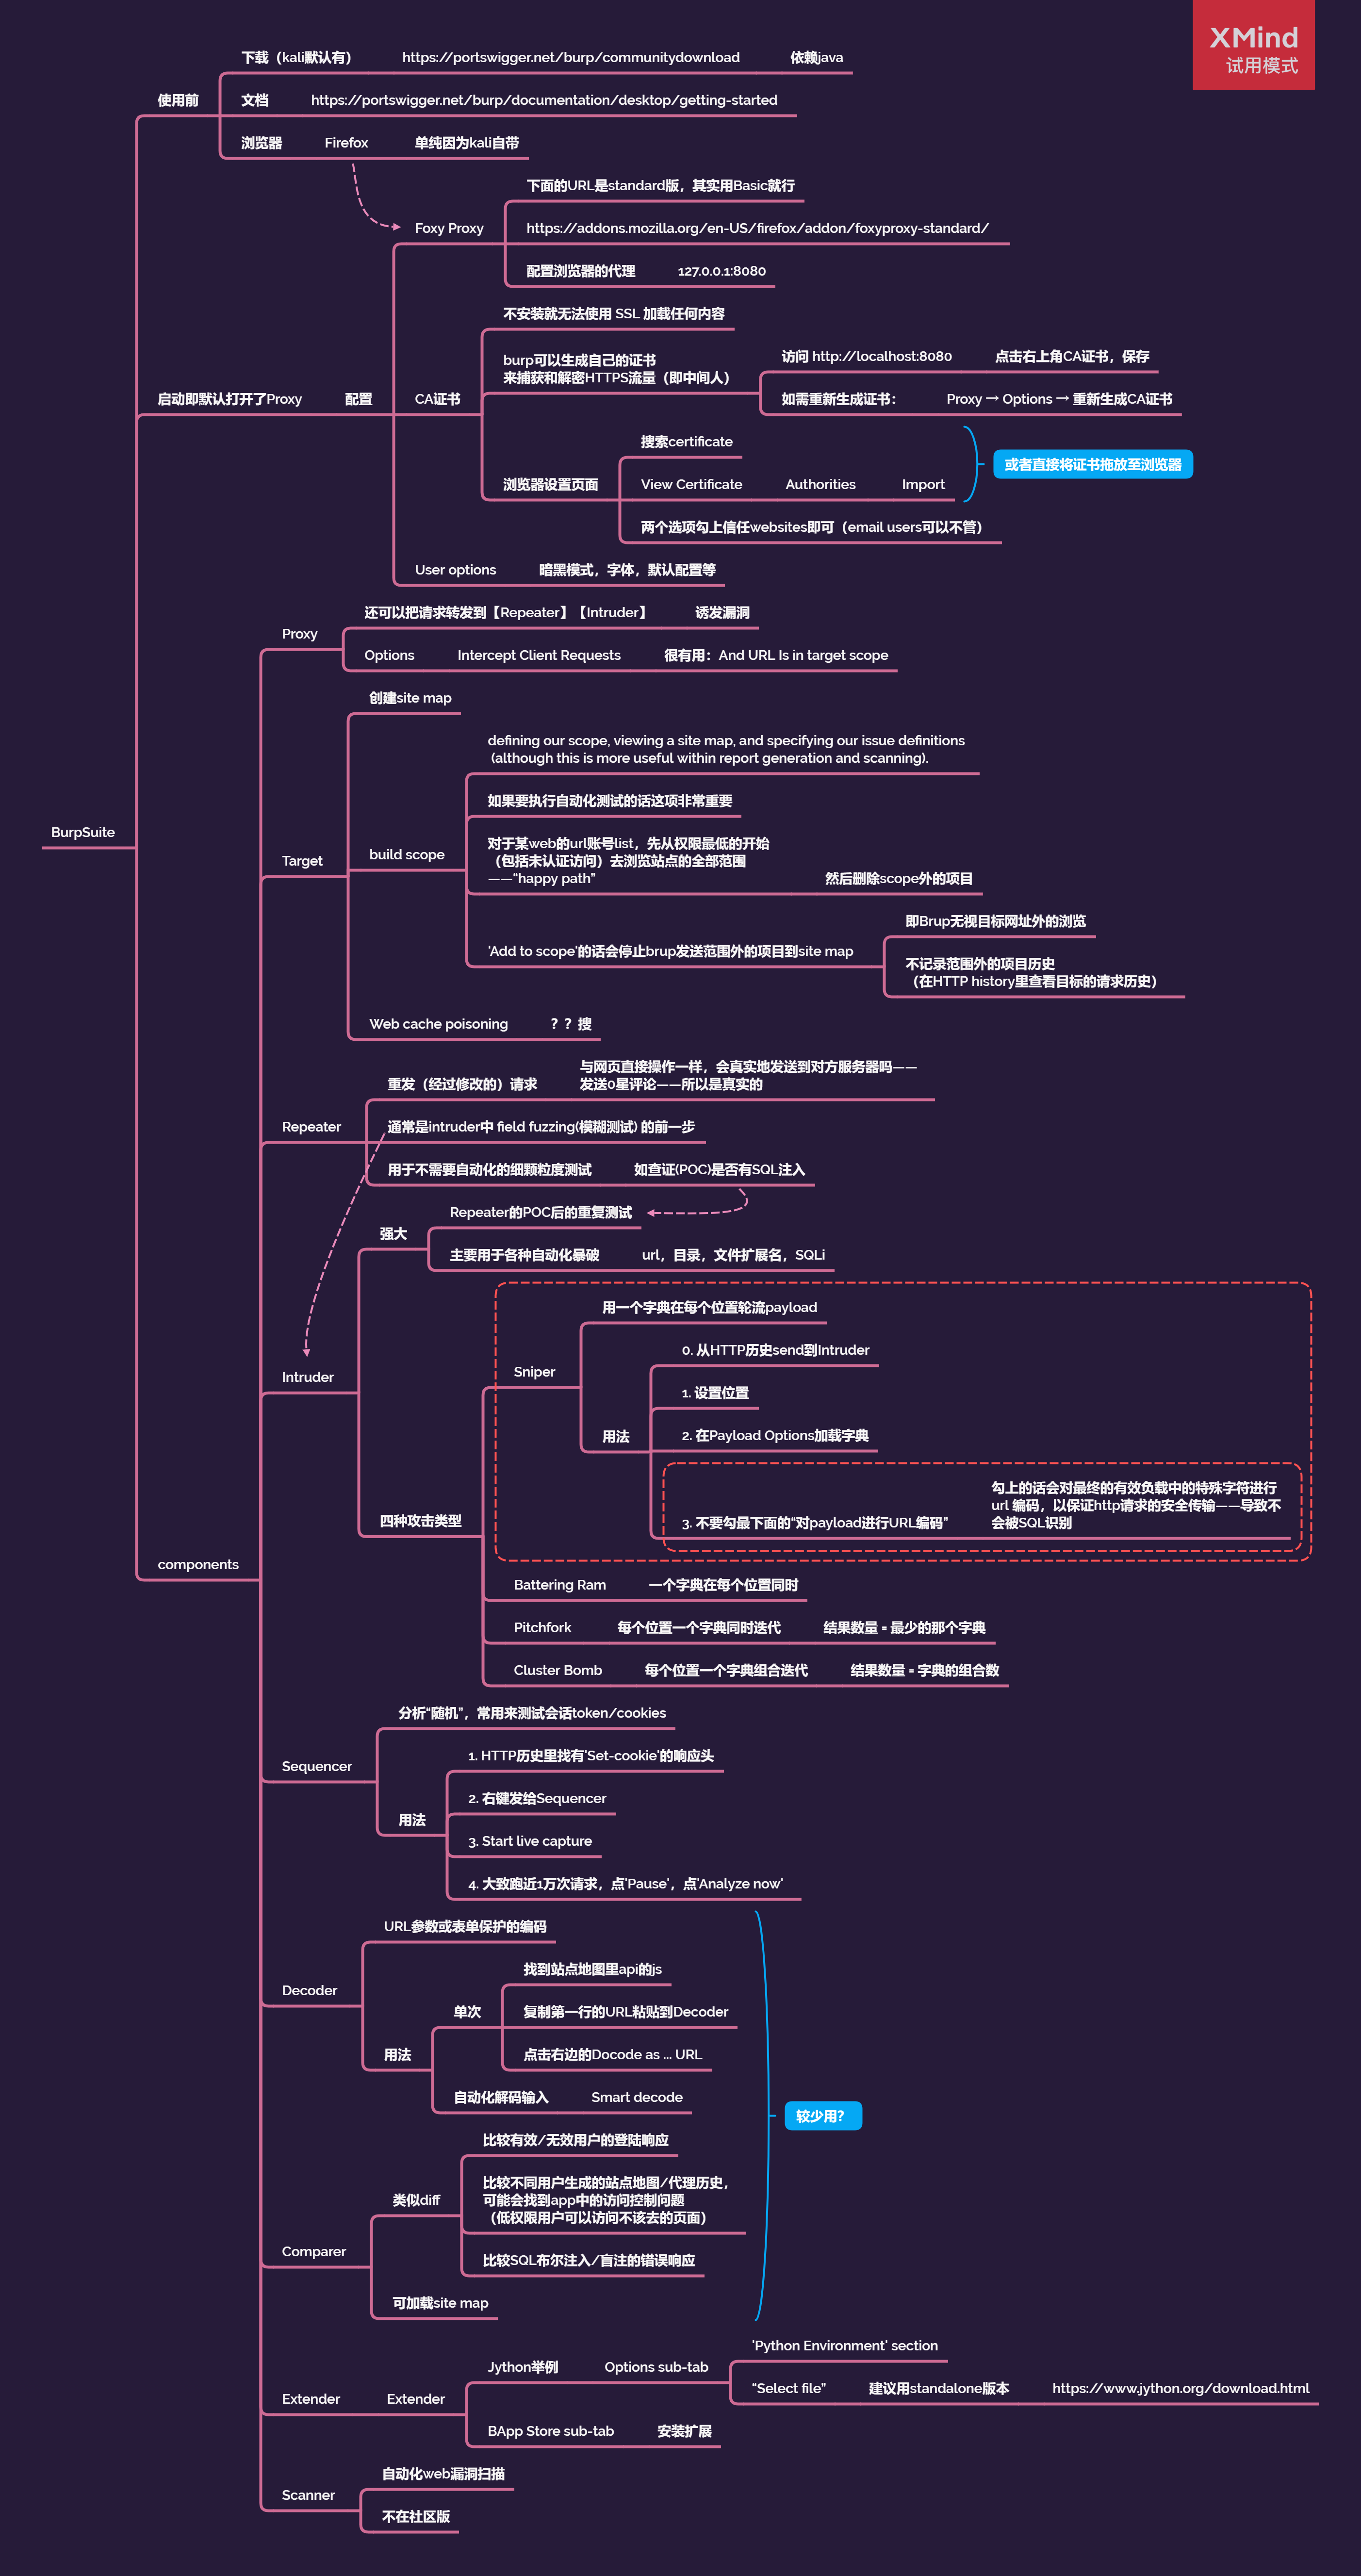 XMind
试用模式
下载（kali默认有）
https://portswigger.net/burp/communitydownload
依赖java
使用前
文档
https://portswigger.net/burp/documentation/desktop/getting-started
浏览器
Firefox
单纯因为kali自带
下面的URL是standard版，其实用Basic就行
Foxy Proxy
https://addons.mozilla.org/en-US/firefox/addon/foxyproxy-standard/
配置浏览器的代理
127.0.0.1:8080
不安装就无法使用 SSL 加载任何内容
burp可以生成自己的证书
来捕获和解密HTTPS流量（即中间人）
访问 http://localhost:8080
点击右上角CA证书，保存
启动即默认打开了Proxy
配置
CA证书
如需重新生成证书：
Proxy → Options → 重新生成CA证书
搜索certificate
或者直接将证书拖放至浏览器
浏览器设置页面
View Certificate
Authorities
Import
两个选项勾上信任websites即可（email users可以不管）
User options
暗黑模式，字体，默认配置等
还可以把请求转发到【Repeater】【Intruder】
诱发漏洞
Proxy
Options
Intercept Client Requests
很有用：And URL Is in target scope
创建site map
defining our scope, viewing a site map, and specifying our issue definitions
(although this is more useful within report generation and scanning).
如果要执行自动化测试的话这项非常重要
BurpSuite
Target
build scope
对于某web的url账号list，先从权限最低的开始
（包括未认证访问）去浏览站点的全部范围
——“happy path”
然后删除scope外的项目
即Brup无视目标网址外的浏览
'Add to scope'的话会停止brup发送范围外的项目到site map
不记录范围外的项目历史
（在HTTP history里查看目标的请求历史）
Web cache poisoning
？？搜
重发（经过修改的）请求
与网页直接操作一样，会真实地发送到对方服务器吗——
发送0星评论——所以是真实的
Repeater
通常是intruder中 field fuzzing(模糊测试) 的前一步
用于不需要自动化的细颗粒度测试
如查证(POC)是否有SQL注入
Repeater的POC后的重复测试
强大
主要用于各种自动化暴破
url，目录，文件扩展名，SQLi
用一个字典在每个位置轮流payload
0. 从HTTP历史send到Intruder
Sniper
Intruder
1. 设置位置
用法
2. 在Payload Options加载字典
3. 不要勾最下面的“对payload进行URL编码”
勾上的话会对最终的有效负载中的特殊字符进行
url 编码，以保证http请求的安全传输——导致不
会被SQL识别
四种攻击类型
components
Battering Ram
一个字典在每个位置同时
Pitchfork
每个位置一个字典同时迭代
结果数量 = 最少的那个字典
Cluster Bomb
每个位置一个字典组合迭代
结果数量 = 字典的组合数
分析“随机”，常用来测试会话token/cookies
1. HTTP历史里找有'Set-cookie'的响应头
Sequencer
2. 右键发给Sequencer
用法
3. Start live capture
4. 大致跑近1万次请求，点'Pause'，点'Analyze now'
URL参数或表单保护的编码
找到站点地图里api的js
Decoder
单次
复制第一行的URL粘贴到Decoder
用法
点击右边的Docode as ... URL
自动化解码输入
Smart decode
较少用？
比较有效/无效用户的登陆响应
类似diff
比较不同用户生成的站点地图/代理历史，
可能会找到app中的访问控制问题
（低权限用户可以访问不该去的页面）
Comparer
比较SQL布尔注入/盲注的错误响应
可加载site map
'Python Environment' section
Jython举例
Options sub-tab
“Select file”
建议用standalone版本
https://www.jython.org/download.html
Extender
Extender
BApp Store sub-tab
安装扩展
自动化web漏洞扫描
Scanner
不在社区版